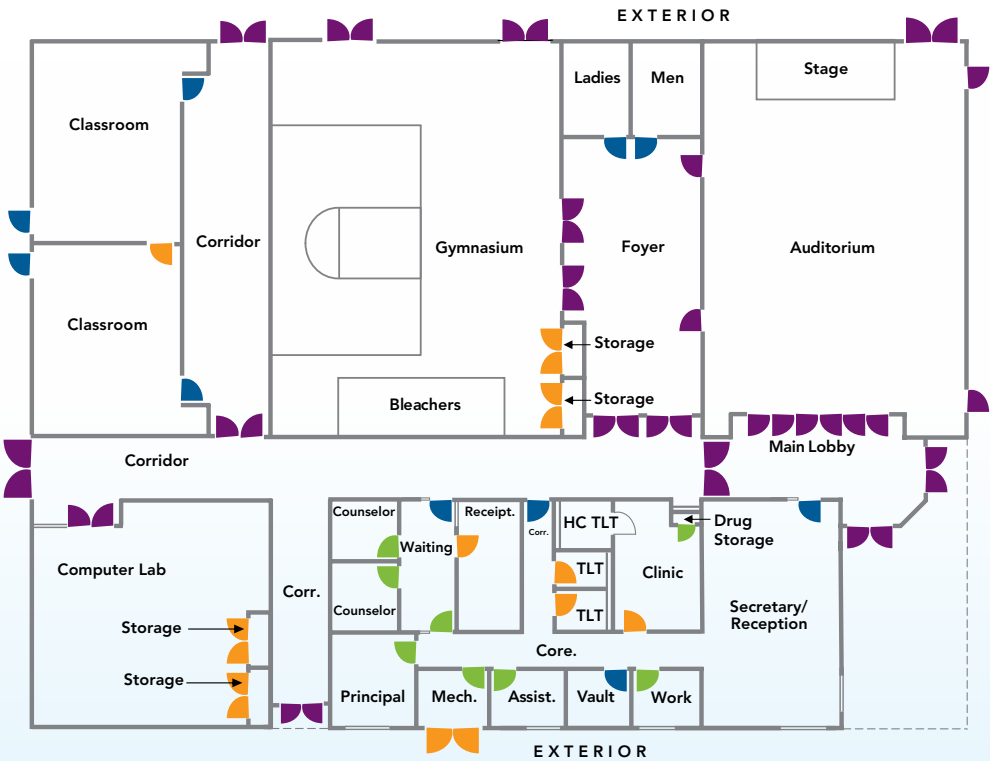 EXTERIOR
Ladies
Men
Stage
Classroom
Corridor
Gymnasium
Foyer
Auditorium
Classroom
Storage
Storage
Bleachers
Main Lobby
Corridor
Counselor
Receipt.
Corr.
HC TLT
Drug
Storage
Waiting
Computer Lab
TLT
Clinic
Corr.
Counselor
TLT
Secretary/
Reception
Storage
Core.
Storage
Principal
Mech.
Assist.
Vault
Work
EXTERIOR